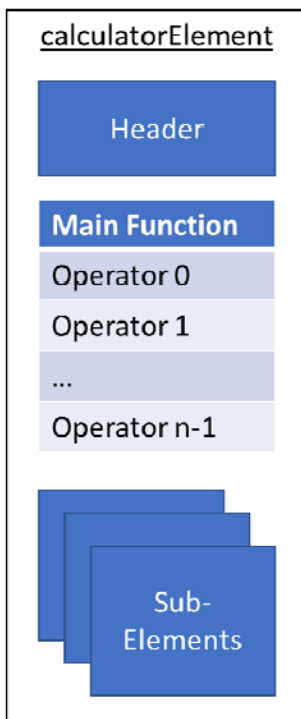 calculatorElement
Header
Main Function
Operator 0
Operator 1
...
Operator n-1
Sub-
Elements